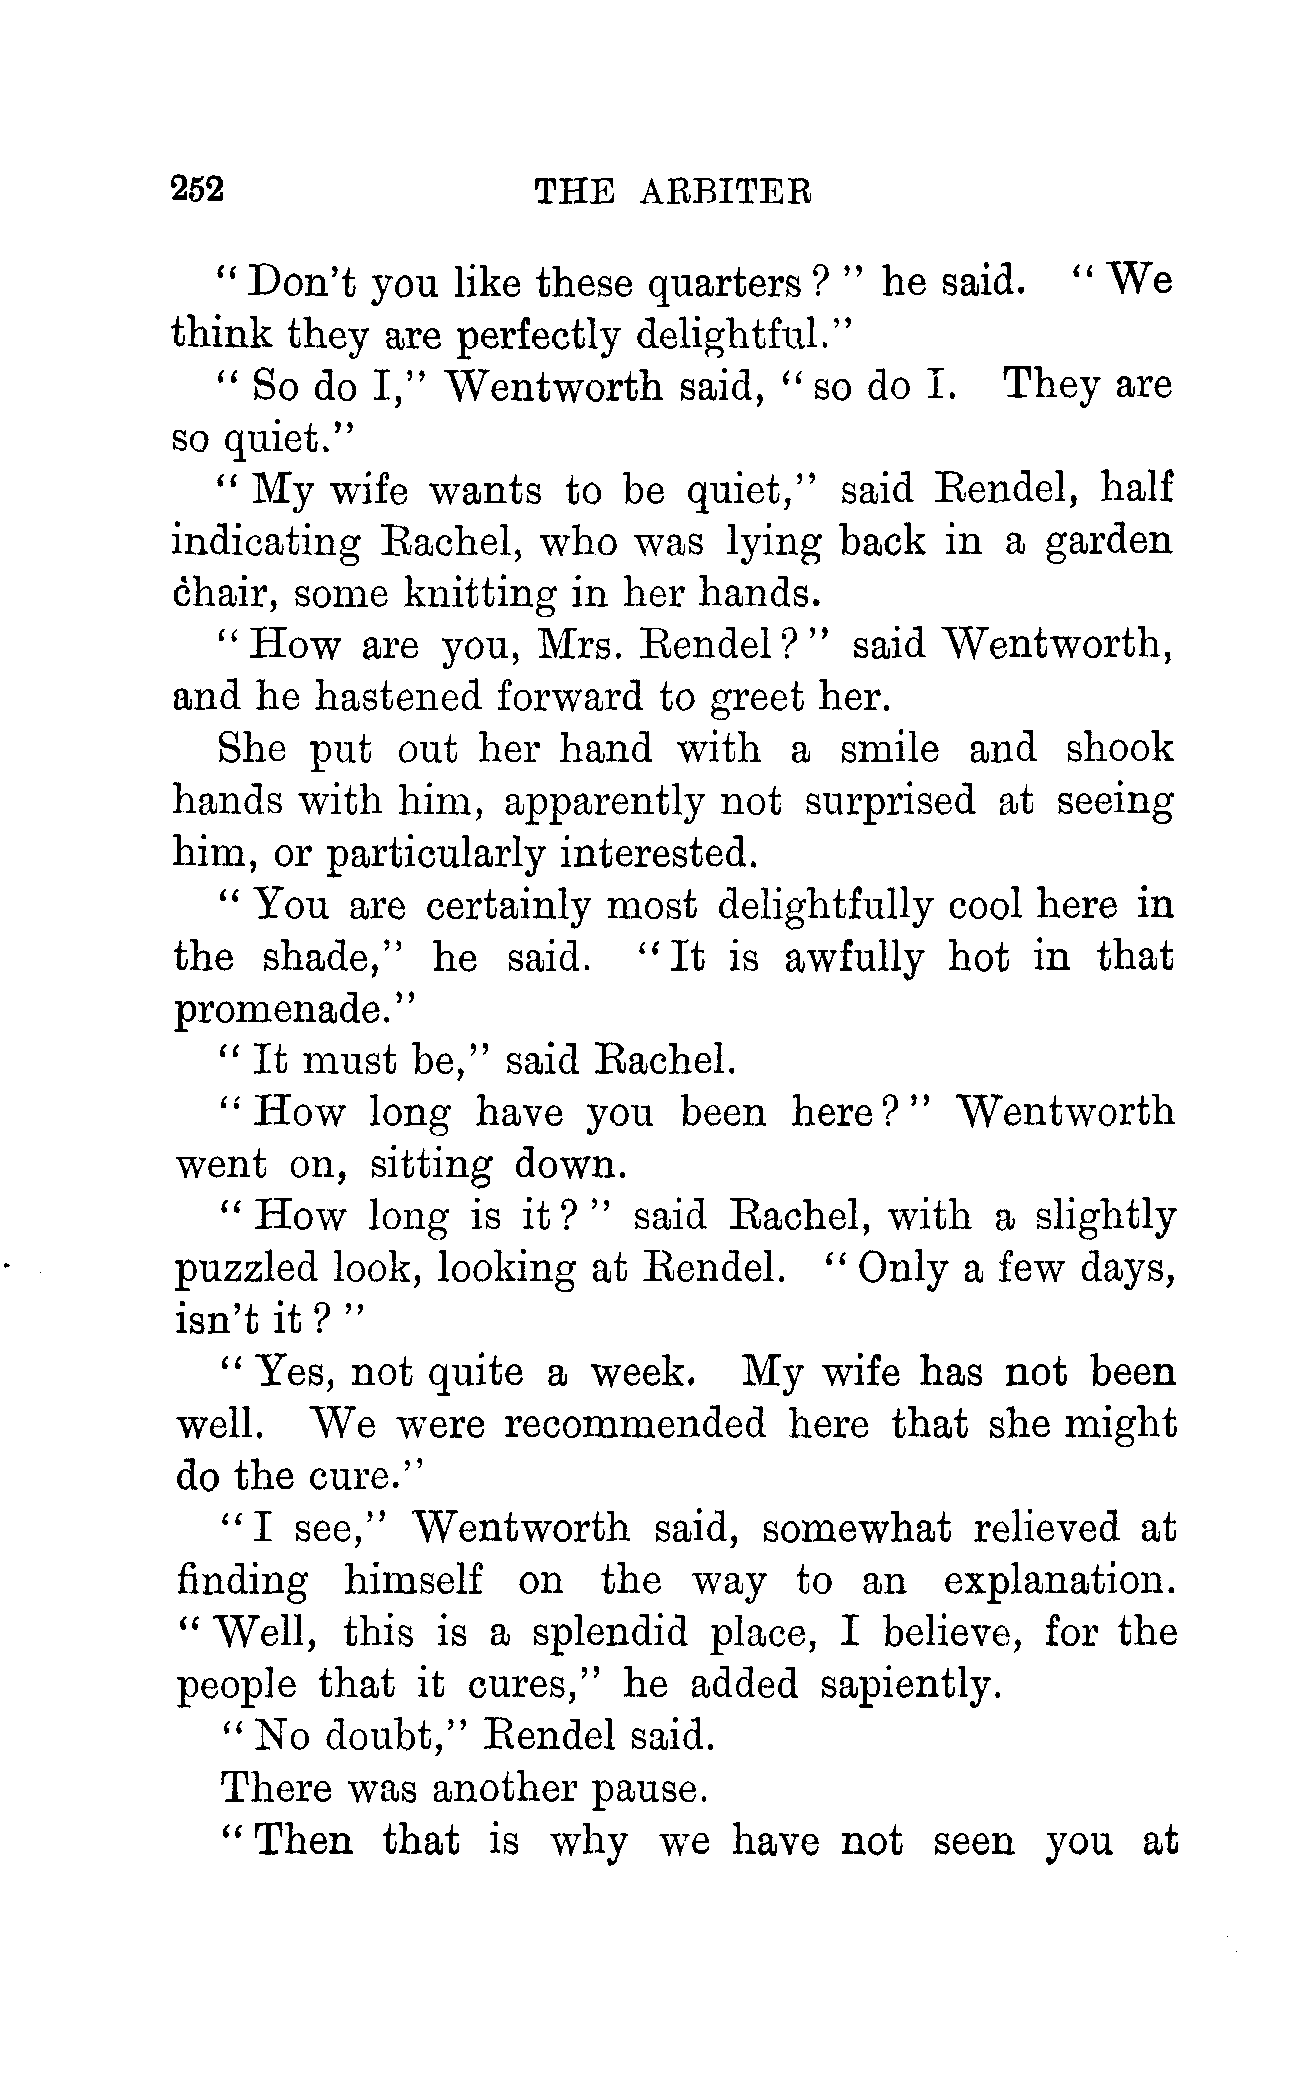 252 THE ARBITER
“ Don’t you like these quarters ? ” he said. “ We
think they are perfectly delightful.”
“ So do I,” Wentworth said, “ so do I. They are
so quiet.”
“ My wife wants to be quiet,” said Rendel, half
indicating Rachel, who was lying back in a garden
chair, some knitting in her hands.
“ How are you, Mrs. Rendel ? ” said Wentworth,
and he hastened forward to greet her.
She put out her hand with a smile and shook
hands with him, apparently not surprised at seeing
him, or particularly interested.
“ You are certainly most delightfully cool here in
the shade,” he said. “ It is awfully hot in that
promenade.”
“ It must be,” said Rachel.
“ How long have you been here ? ” Wentworth
went on, sitting down.
“ How long is it ? ” said Rachel, with a slightly
puzzled look, looking at Rendel. “ Only a few days,
isn’t it ? ”
“ Yes, not quite a week. My wife has not been
well. We were recommended here that she might
do the cure.”
“ I see,” Wentworth said, somewhat relieved at
finding himself on the way to an explanation.
“ Well, this is a splendid place, I believe, for the
people that it cures,” he added sapiently.
“ No doubt,” Rendel said.
There was another pause.
“ Then that is why we have not seen you at